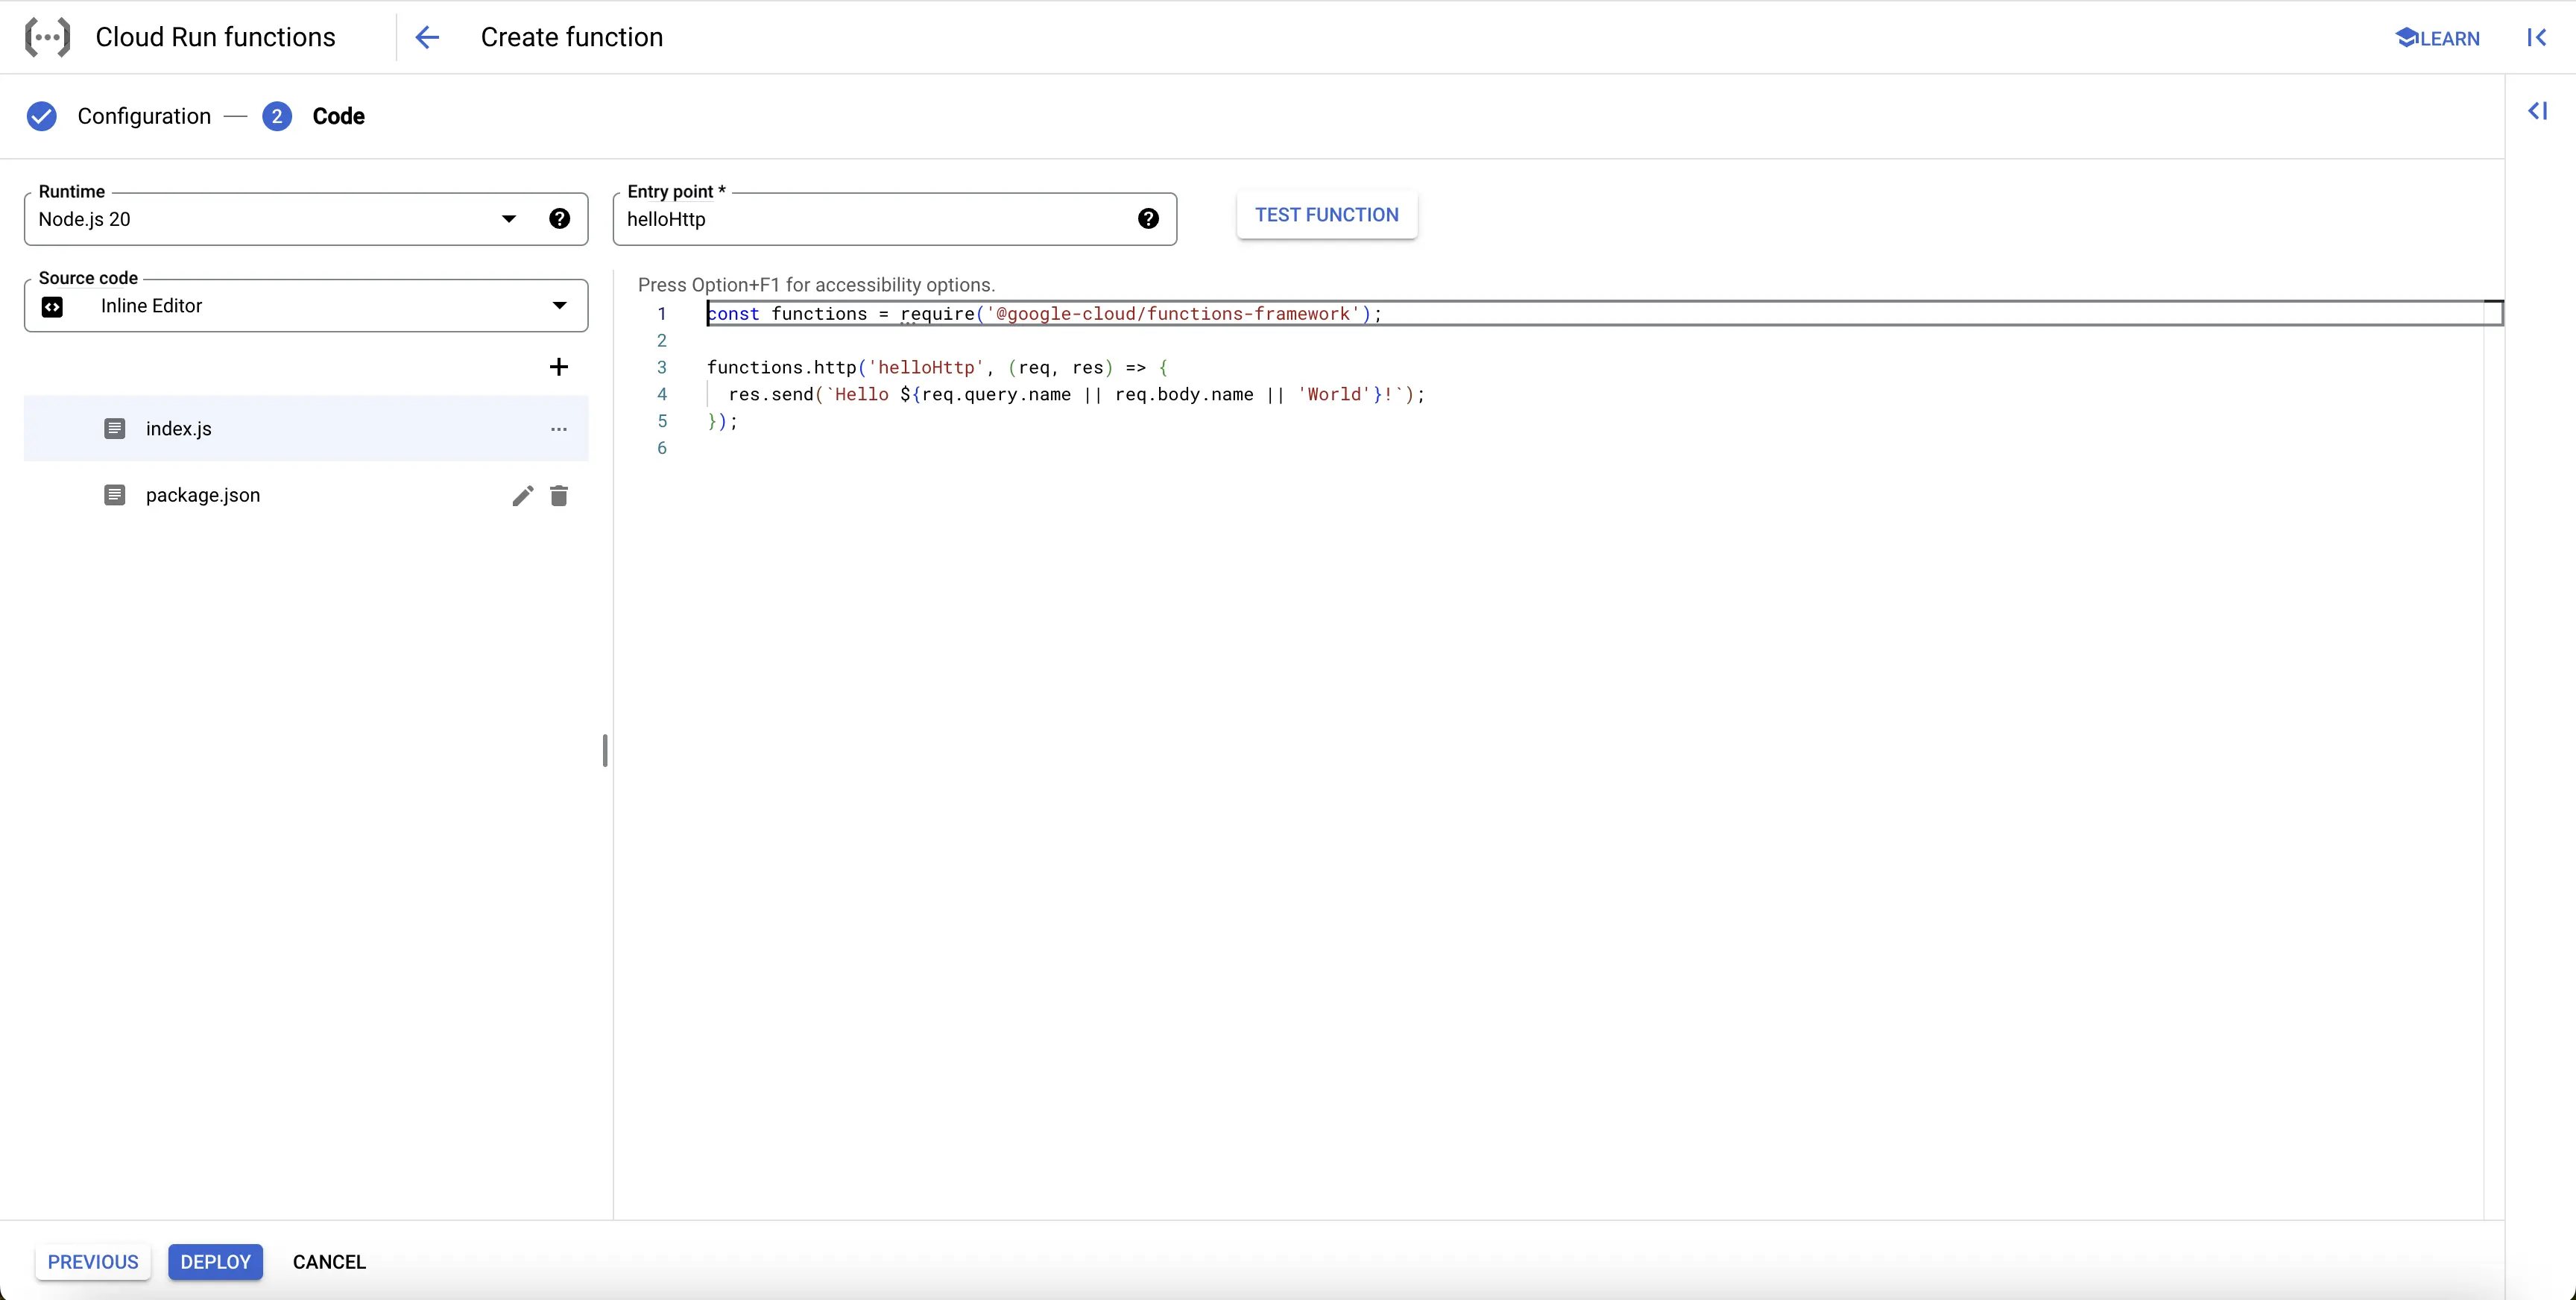 Cloud Run functions
Create function
LEARN
Configuration
2
Code
Runtime
Node.js 20
Entry point *
helloHttp
TEST FUNCTION
Source code
Inline Editor
index.js
package.json
Press Option+F1 for accessibility options.
1 const functions = require('@google-cloud/functions-framework');
2
3 functions.http('helloHttp', (req, res) => {
4 res.send(`Hello ${req.query.name || req.body.name || 'World'}!`);
5 });
6
PREVIOUS
DEPLOY
CANCEL